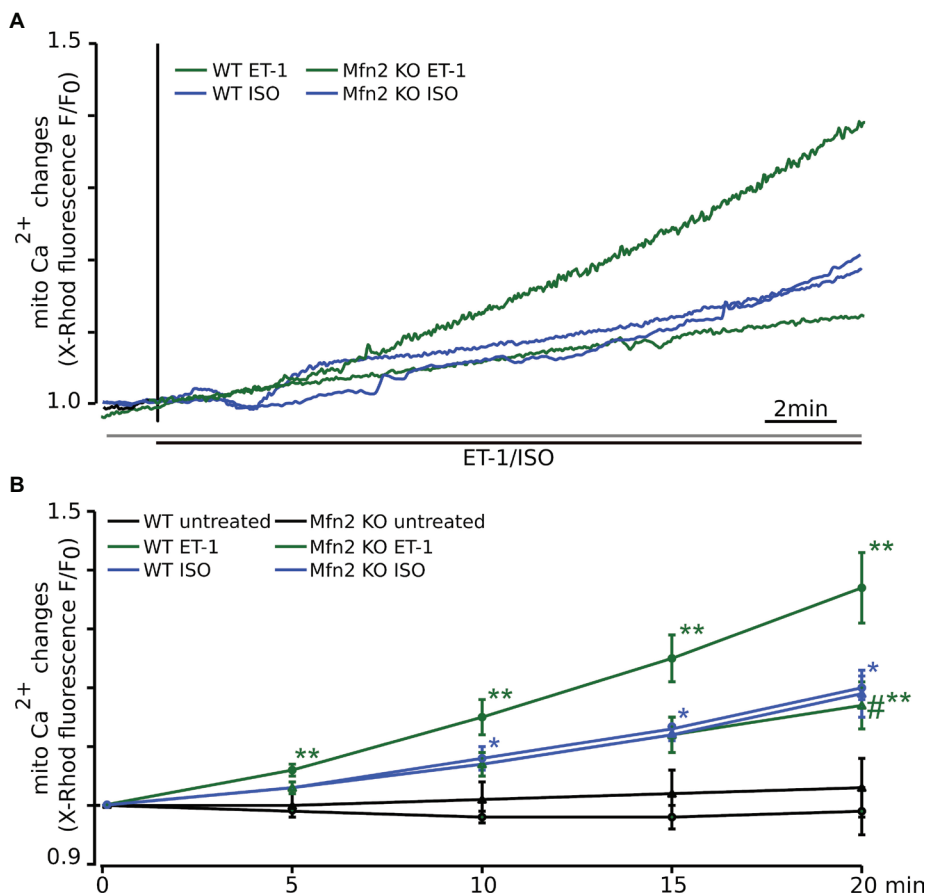 A
1.5
WT ET-1 Mfn2 KO ET-1
WT ISO Mfn2 KO ISO
mito Ca2+ changes
(X-Rhod fluorescence F/F0)
1.0
2min
ET-1/ISO
B
1.5
WT untreated Mfn2 KO untreated
WT ET-1 Mfn2 KO ET-1
WT ISO Mfn2 KO ISO
mito Ca2+ changes
(X-Rhod fluorescence F/F0)
**
**
**
**
*
*
*
#**
0.9
0 5 10 15 20 min